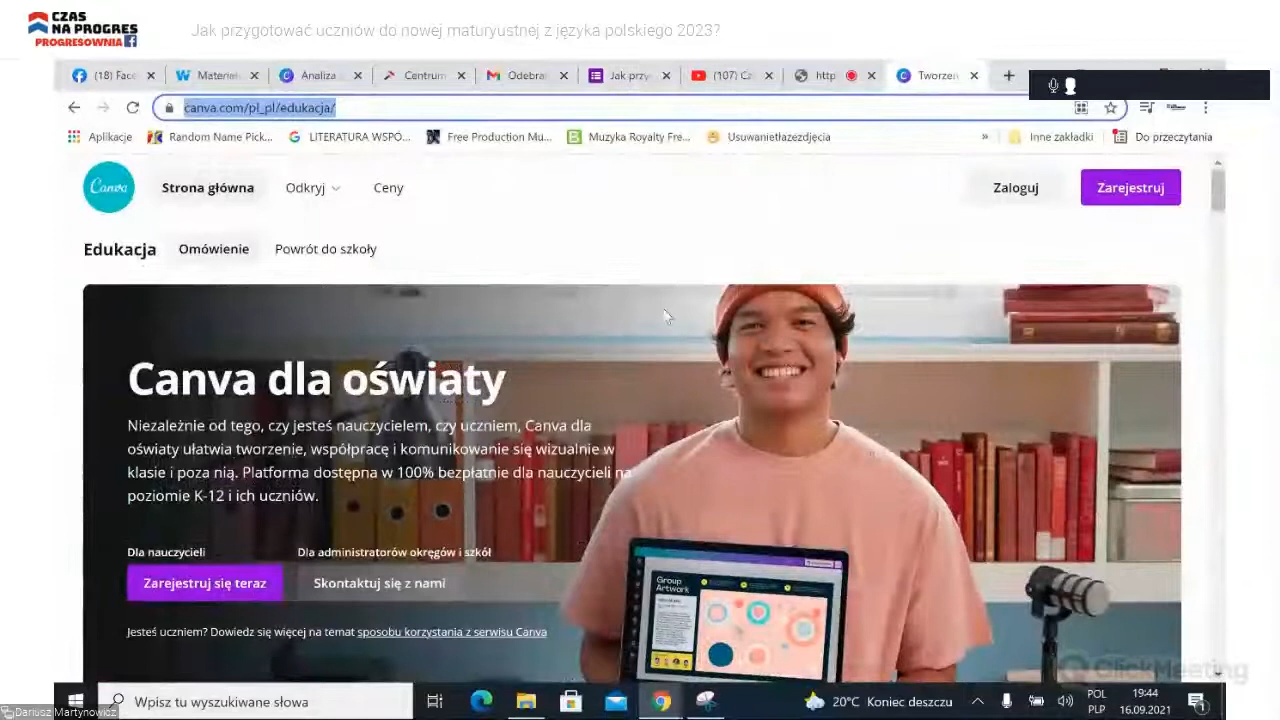 CZAS
NA PROGRES
PROGRESOWNIA
Jak przygotować uczniów do nowej maturyustnej z języka polskiego 2023?
(18) Fac
Materia
Analiza
Centrum
Odebra
Jak przy
(107) C
http
Tworzen
canva.com/pl_pl/edukacja/
Aplikacje
Random Name Pick...
LITERATURA WSPÓ...
Free Production Mu...
Muzyka Royalty Fre...
Usuwanietłazezdjęcia
»
Inne zakładki
Do przeczytania
Canva
Strona główna
Odkryj
Ceny
Zaloguj
Zarejestruj
Edukacja
Omówienie
Powrót do szkoły
Canva dla oświaty
Niezależnie od tego, czy jesteś nauczycielem, czy uczniem, Canva dla
oświaty ułatwia tworzenie, współpracę i komunikowanie się wizualnie w
klasie i poza nią. Platforma dostępna w 100% bezpłatnie dla nauczycieli na
poziomie K-12 i ich uczniów.
Dla nauczycieli
Dla administratorów okręgów i szkół
Zarejestruj się teraz
Skontaktuj się z nami
Jesteś uczniem? Dowiedz się więcej na temat sposobu korzystania z serwisu Canva
Group
Artwork
ClickMeeting
Wpisz tu wyszukiwane słowa
20°C Koniec deszczu
POL
PLP
19:44
16.09.2021
Dariusz Martynowicz